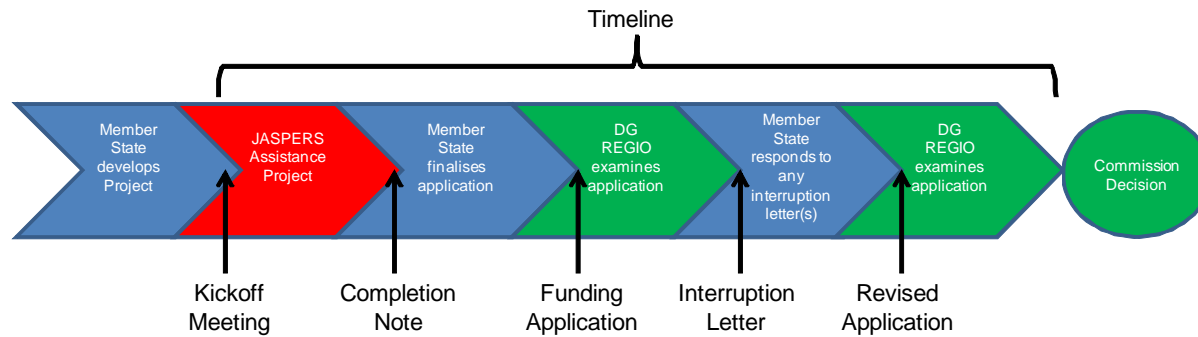 Timeline
Member
State
develops
Project
JASPERS
Assistance
Project
Member
State
finalises
application
DG
REGIO
examines
application
Member
State
responds to
any
interruption
letter(s)
DG
REGIO
examines
application
Commission
Decision
Kickoff
Meeting
Completion
Note
Funding
Application
Interruption
Letter
Revised
Application